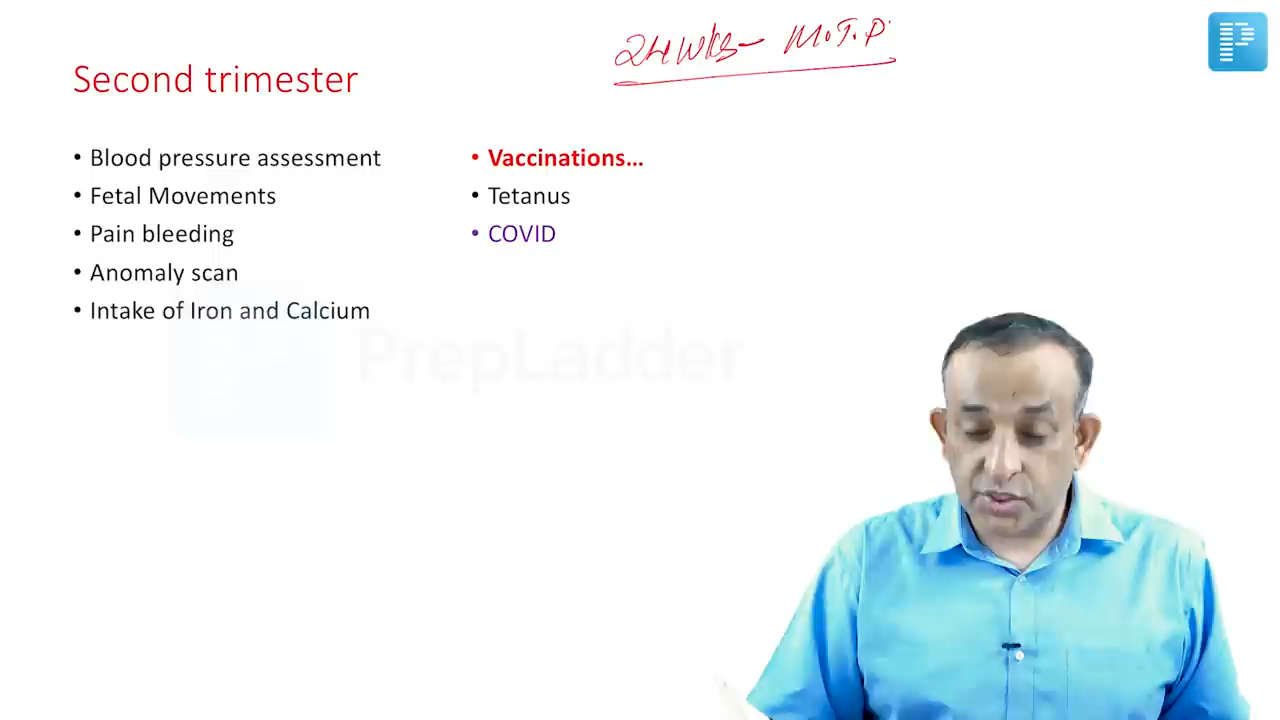 24 wks - M.T.P.
Second trimester
• Blood pressure assessment
• Fetal Movements
• Pain bleeding
• Anomaly scan
• Intake of Iron and Calcium
• Vaccinations...
• Tetanus
• COVID
PrepLadder
P